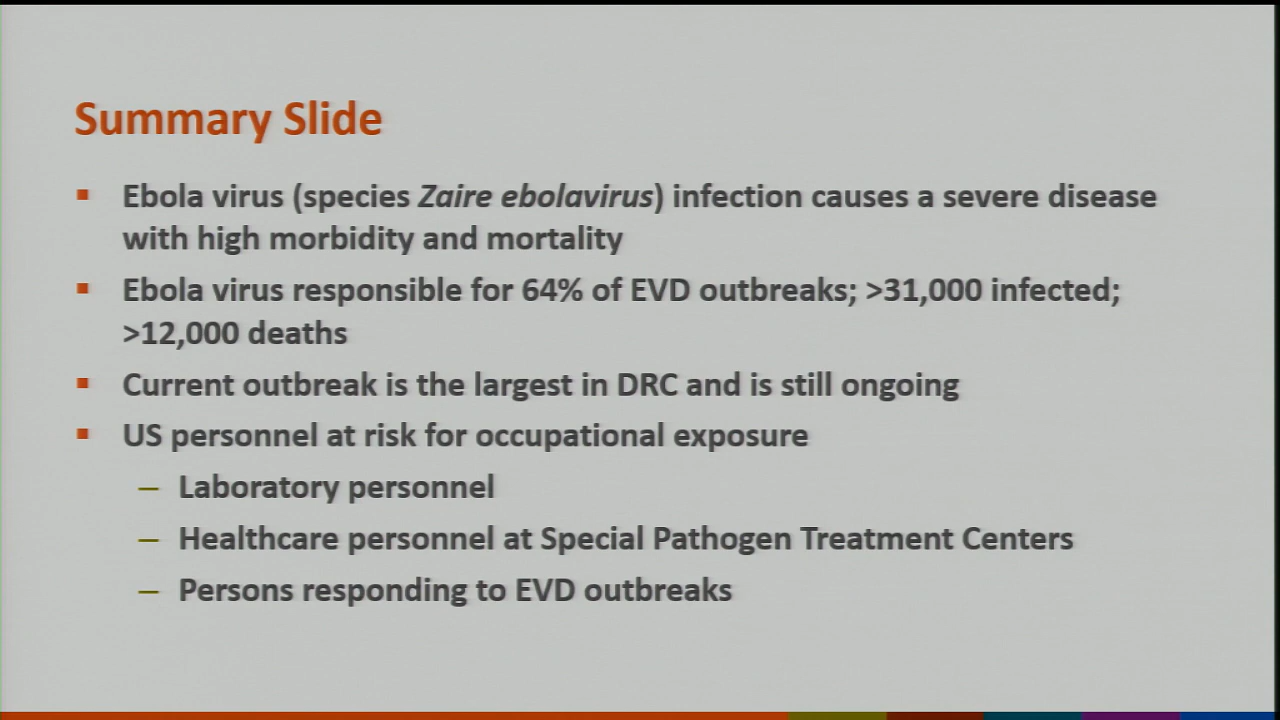 Summary Slide
▪ Ebola virus (species Zaire ebolavirus) infection causes a severe disease
with high morbidity and mortality
▪ Ebola virus responsible for 64% of EVD outbreaks; >31,000 infected;
>12,000 deaths
▪ Current outbreak is the largest in DRC and is still ongoing
▪ US personnel at risk for occupational exposure
– Laboratory personnel
– Healthcare personnel at Special Pathogen Treatment Centers
– Persons responding to EVD outbreaks